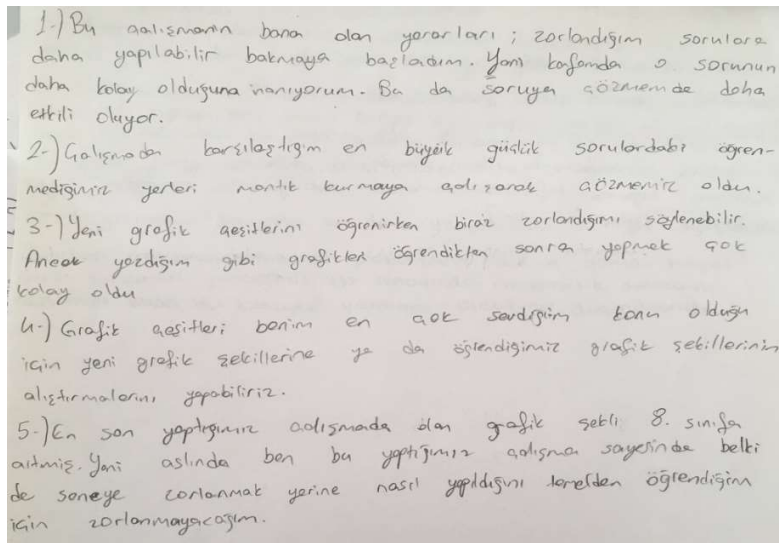 1-) Bu çalışmanın bana olan yararları ; zorlandığım sorulara
daha yapılabilir bakmaya başladım. Yani kafamda o sorunun
daha kolay olduğuna inanıyorum. Bu da soruyu çözmemde daha
etkili oluyor.
2-) Çalışmada karşılaştığım en büyük güçlük sorulardaki öğren-
mediğimiz yerleri mantık kurmaya çalışarak çözmemiz oldu.
3-) Yeni grafik çeşitlerini öğrenirken biraz zorlandığımı söylenebilir.
Ancak yazdığım gibi grafikleri öğrendikten sonra yapmak çok
kolay oldu
4-) Grafik çeşitleri benim en çok sevdiğim konu olduğu
için yeni grafik şekillerine ya da öğrendiğimiz grafik şekillerinin
alıştırmalarını yapabiliriz.
5-) En son yaptığımız çalışmada olan grafik şekli 8. sınıfa
aitmiş. Yani aslında ben bu yaptığımız çalışma sayesinde belki
de seneye zorlanmak yerine nasıl yapıldığını temelden öğrendiğim
için zorlanmayacağım.